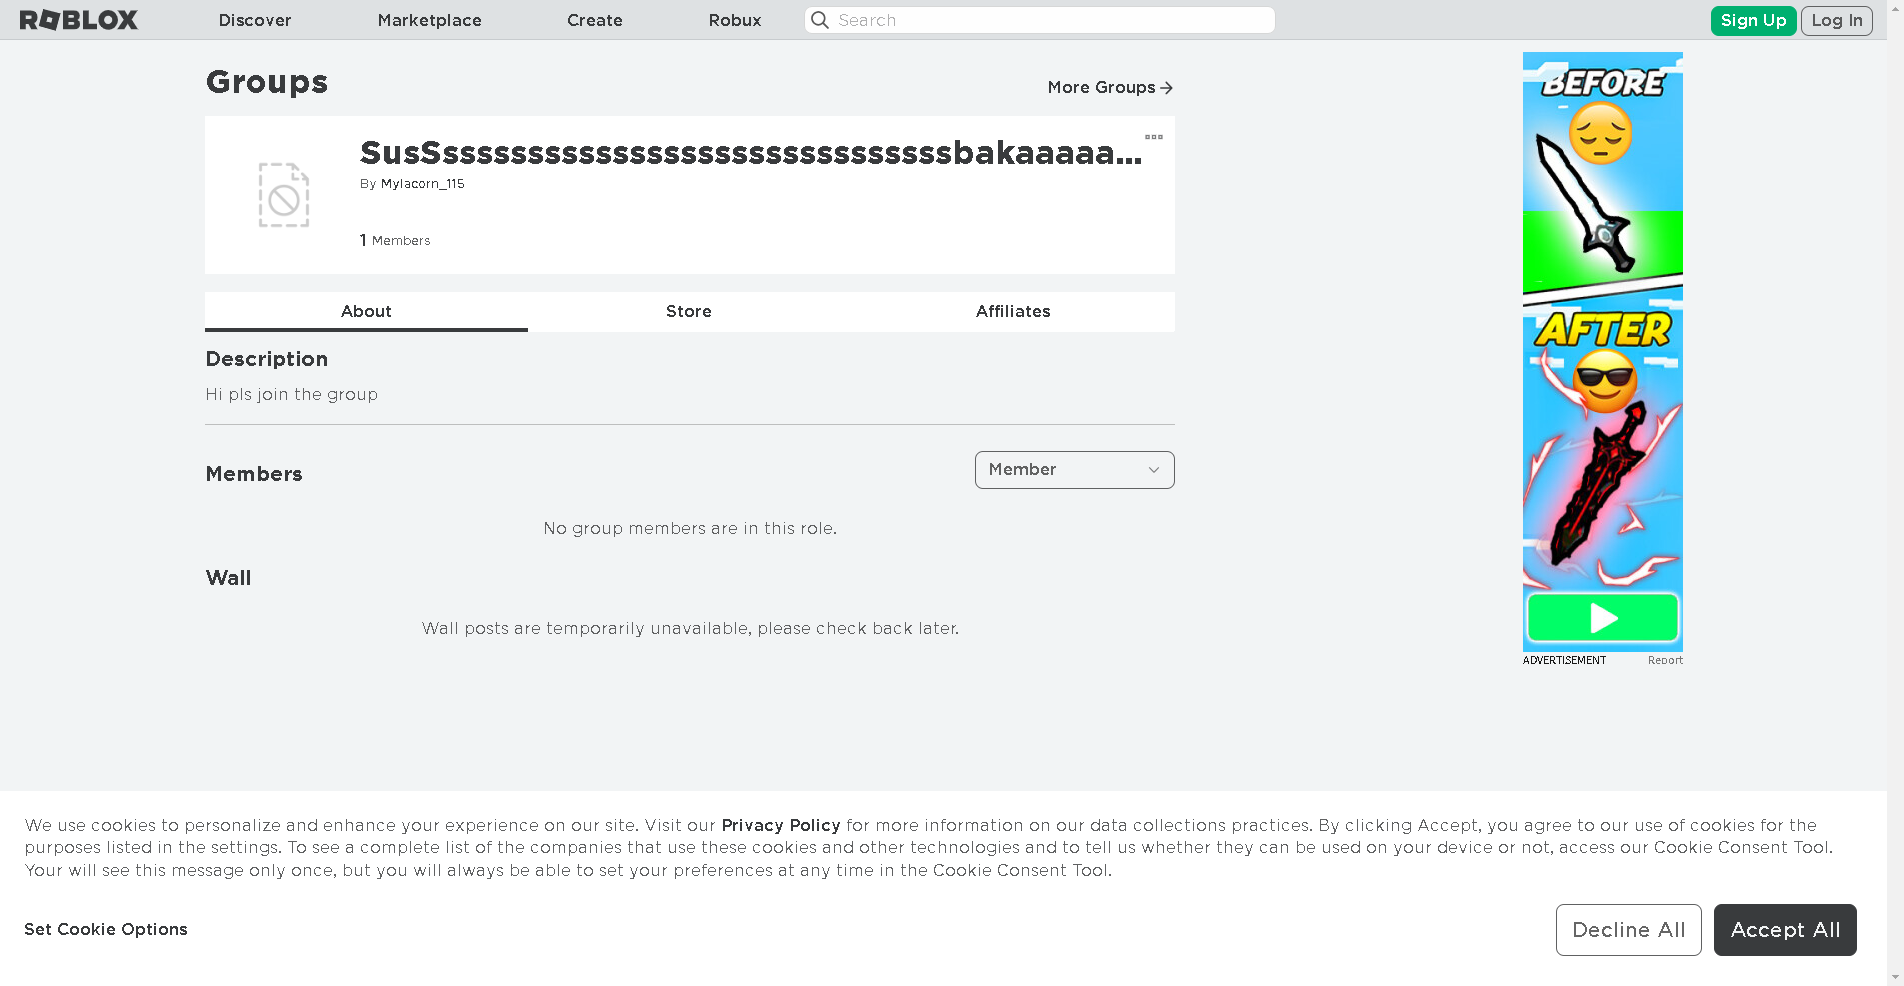 ROBLOX Discover Marketplace Create Robux Search Sign Up Log In
Groups
More Groups
SusSssssssssssssssssssssssssssssssbakaaaaa...
By Mylacorn_115
1 Members
About Store Affiliates
Description
Hi pls join the group
Members
Member
No group members are in this role.
Wall
Wall posts are temporarily unavailable, please check back later.
BEFORE
AFTER
ADVERTISEMENT Report
We use cookies to personalize and enhance your experience on our site. Visit our Privacy Policy for more information on our data collections practices. By clicking Accept, you agree to our use of cookies for the
purposes listed in the settings. To see a complete list of the companies that use these cookies and other technologies and to tell us whether they can be used on your device or not, access our Cookie Consent Tool.
Your will see this message only once, but you will always be able to set your preferences at any time in the Cookie Consent Tool.
Set Cookie Options
Decline All
Accept All